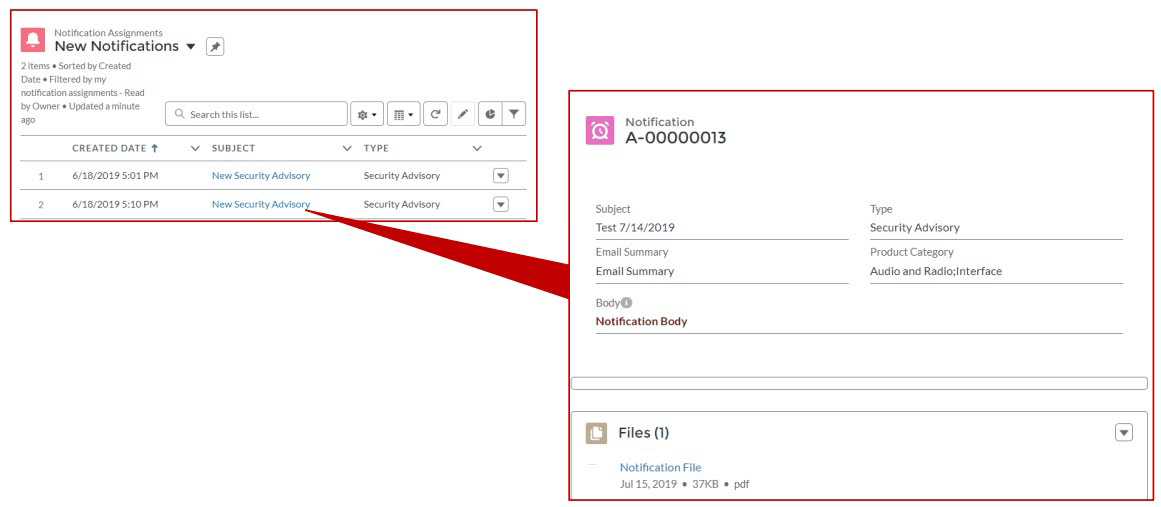 Notification Assignments
New Notifications
2 Items • Sorted by Created
Date • Filtered by my
notification assignments - Read
by Owner • Updated a minute
ago
Search this list...
CREATED DATE ↑ SUBJECT TYPE
1 6/18/2019 5:01 PM New Security Advisory Security Advisory
2 6/18/2019 5:10 PM New Security Advisory Security Advisory
Notification
A-00000013
Subject Type
Test 7/14/2019 Security Advisory
Email Summary Product Category
Email Summary Audio and Radio;Interface
Body
Notification Body
Files (1)
Notification File
Jul 15, 2019 • 37KB • pdf